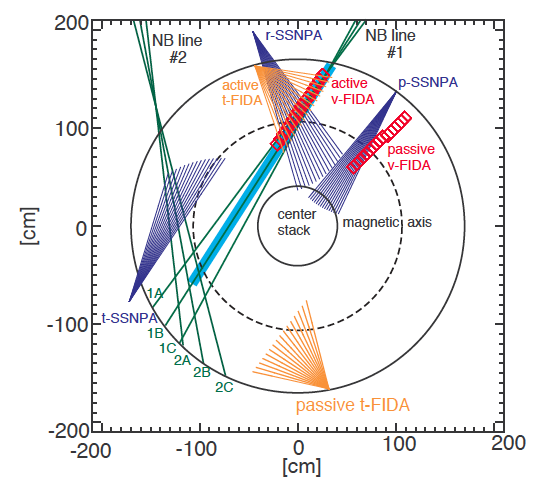 200
NB line
#2
r-SSNPA
NB line
#1
active
t-FIDA
active
v-FIDA
p-SSNPA
100
passive
v-FIDA
[cm]
0
center
stack
magnetic axis
1A
t-SSNPA
-100
1B
1C
2A
2B
2C
passive t-FIDA
-200
-200
-100
0
100
200
[cm]